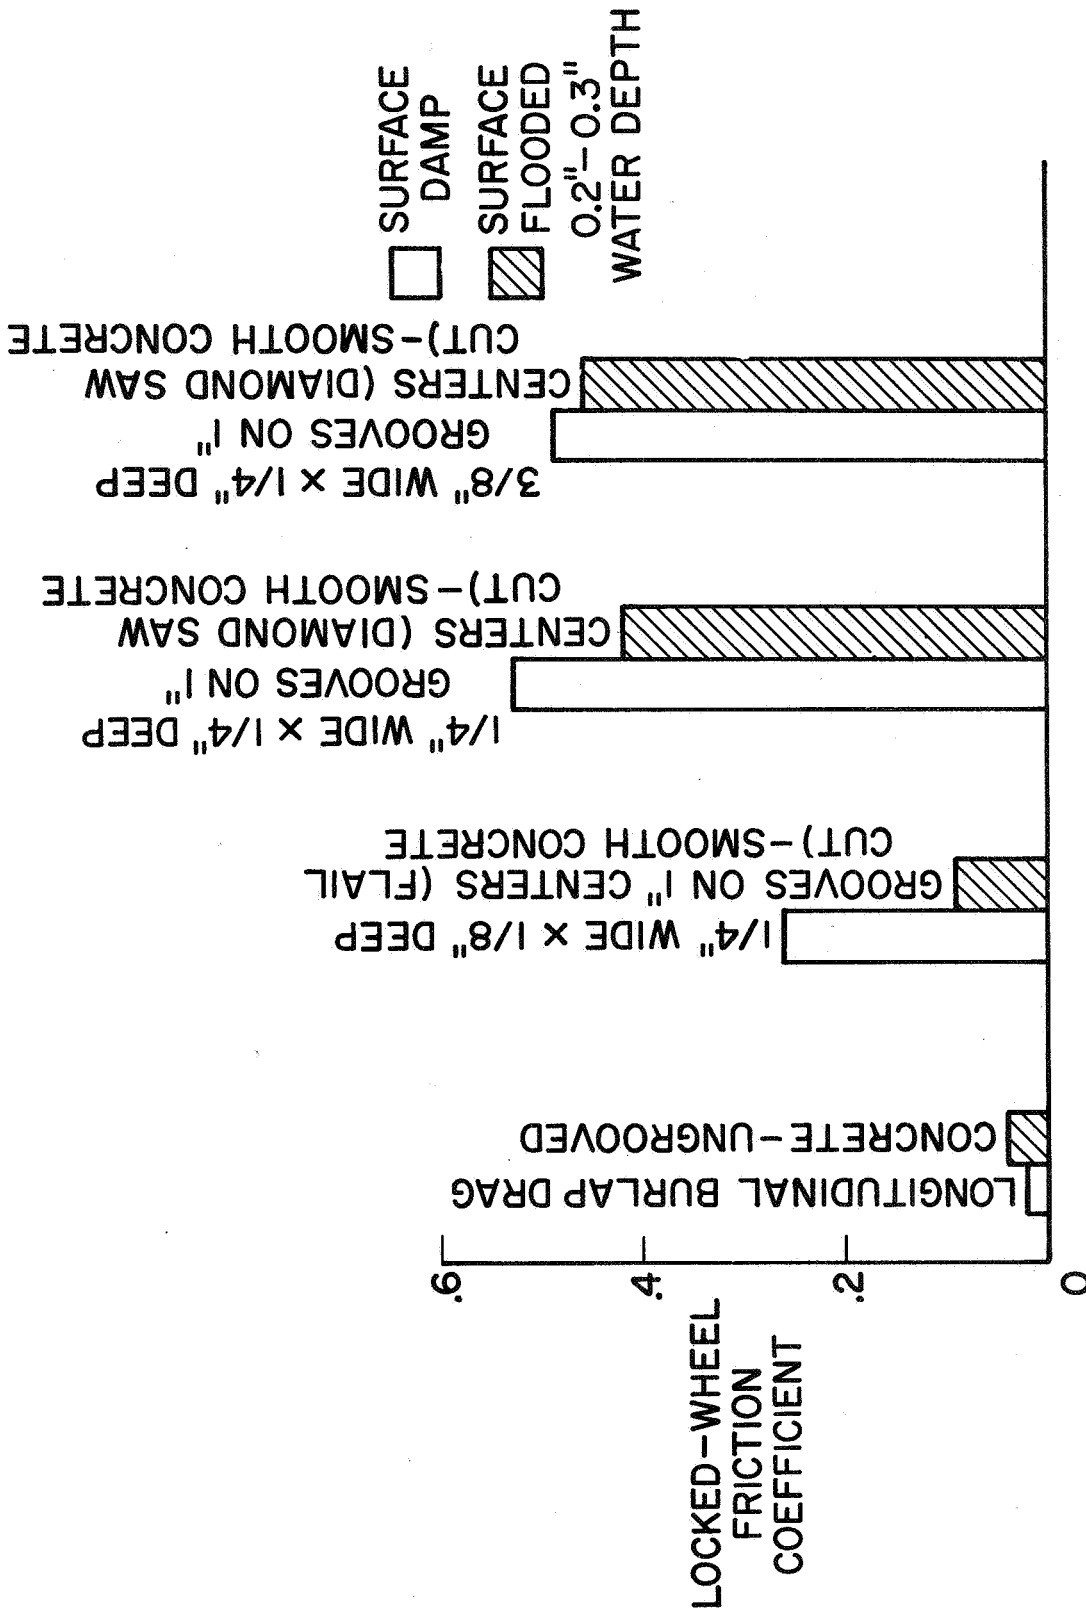 LOCKED-WHEEL
FRICTION
COEFFICIENT
.6
.4
.2
0
LONGITUDINAL BURLAP DRAG
CONCRETE-UNGROOVED
1/4" WIDE × 1/8" DEEP
GROOVES ON 1" CENTERS (FLAIL
CUT)-SMOOTH CONCRETE
1/4" WIDE × 1/4" DEEP
GROOVES ON 1"
CENTERS (DIAMOND SAW
CUT)-SMOOTH CONCRETE
3/8" WIDE × 1/4" DEEP
GROOVES ON 1"
CENTERS (DIAMOND SAW
CUT)-SMOOTH CONCRETE
SURFACE
DAMP
SURFACE
FLOODED
0.2"-0.3"
WATER DEPTH